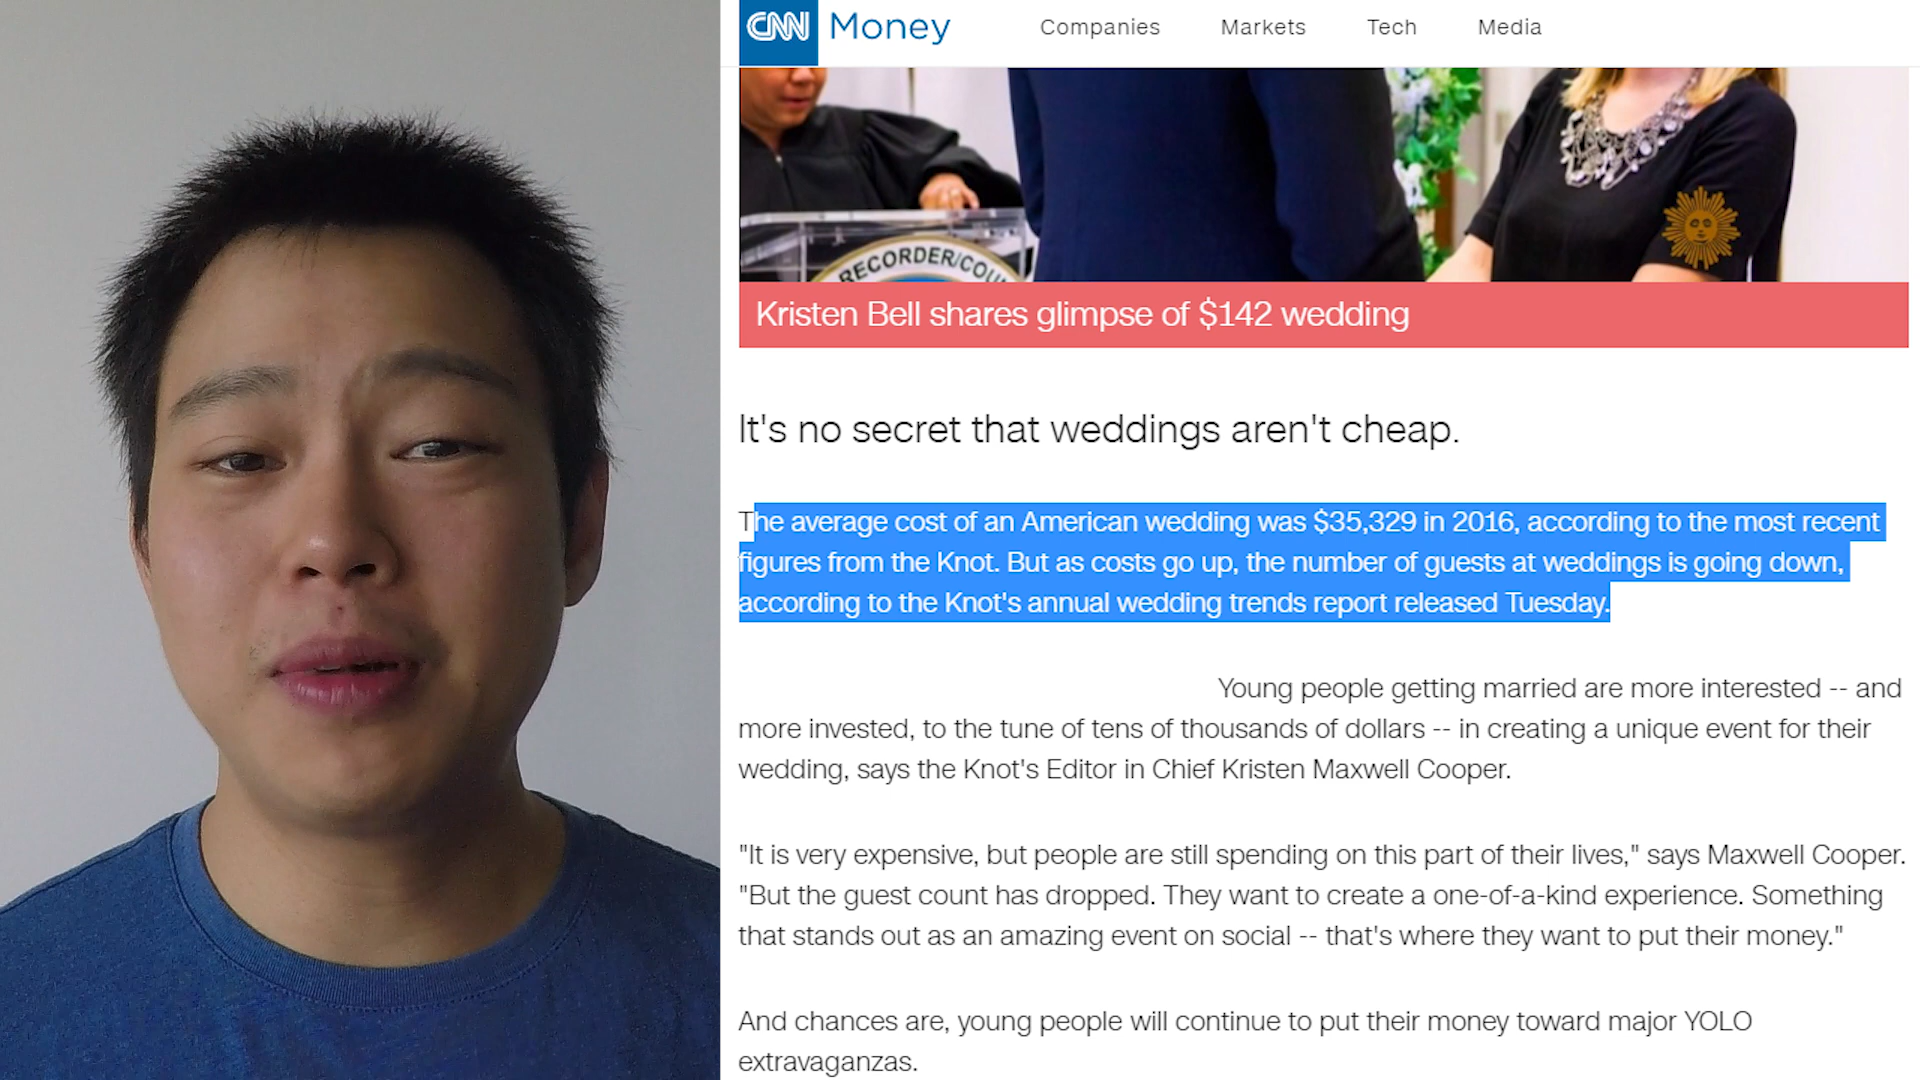 CNN Money Companies Markets Tech Media
RECORDER/COU
Kristen Bell shares glimpse of $142 wedding
It's no secret that weddings aren't cheap.
The average cost of an American wedding was $35,329 in 2016, according to the most recent
figures from the Knot. But as costs go up, the number of guests at weddings is going down,
according to the Knot's annual wedding trends report released Tuesday.
Young people getting married are more interested -- and
more invested, to the tune of tens of thousands of dollars -- in creating a unique event for their
wedding, says the Knot's Editor in Chief Kristen Maxwell Cooper.
"It is very expensive, but people are still spending on this part of their lives," says Maxwell Cooper.
"But the guest count has dropped. They want to create a one-of-a-kind experience. Something
that stands out as an amazing event on social -- that's where they want to put their money."
And chances are, young people will continue to put their money toward major YOLO
extravaganzas.